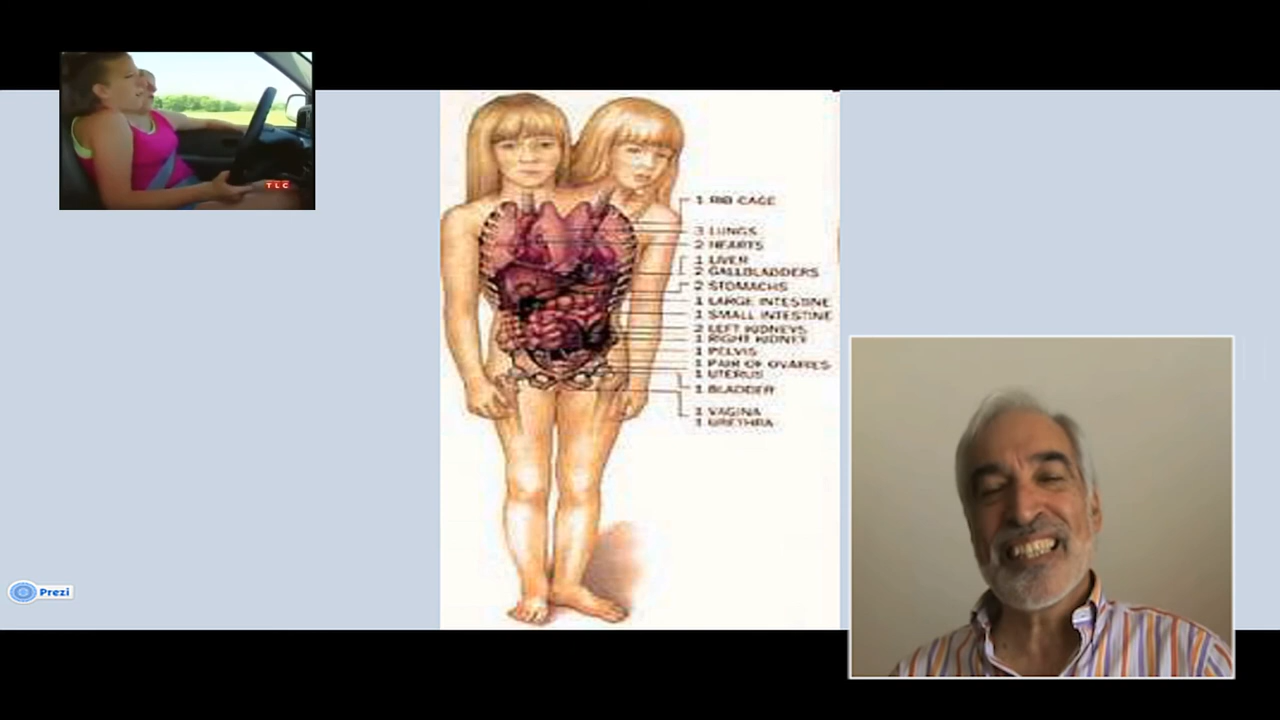 TLC
1 RIB CAGE
3 LUNGS
2 HEARTS
1 LIVER
2 GALLBLADDERS
2 STOMACHS
1 LARGE INTESTINE
1 SMALL INTESTINE
2 LEFT KIDNEYS
1 RIGHT KIDNEY
1 PELVIS
1 PAIR OF OVARIES
1 UTERUS
1 BLADDER
1 VAGINA
1 URETHRA
Prezi